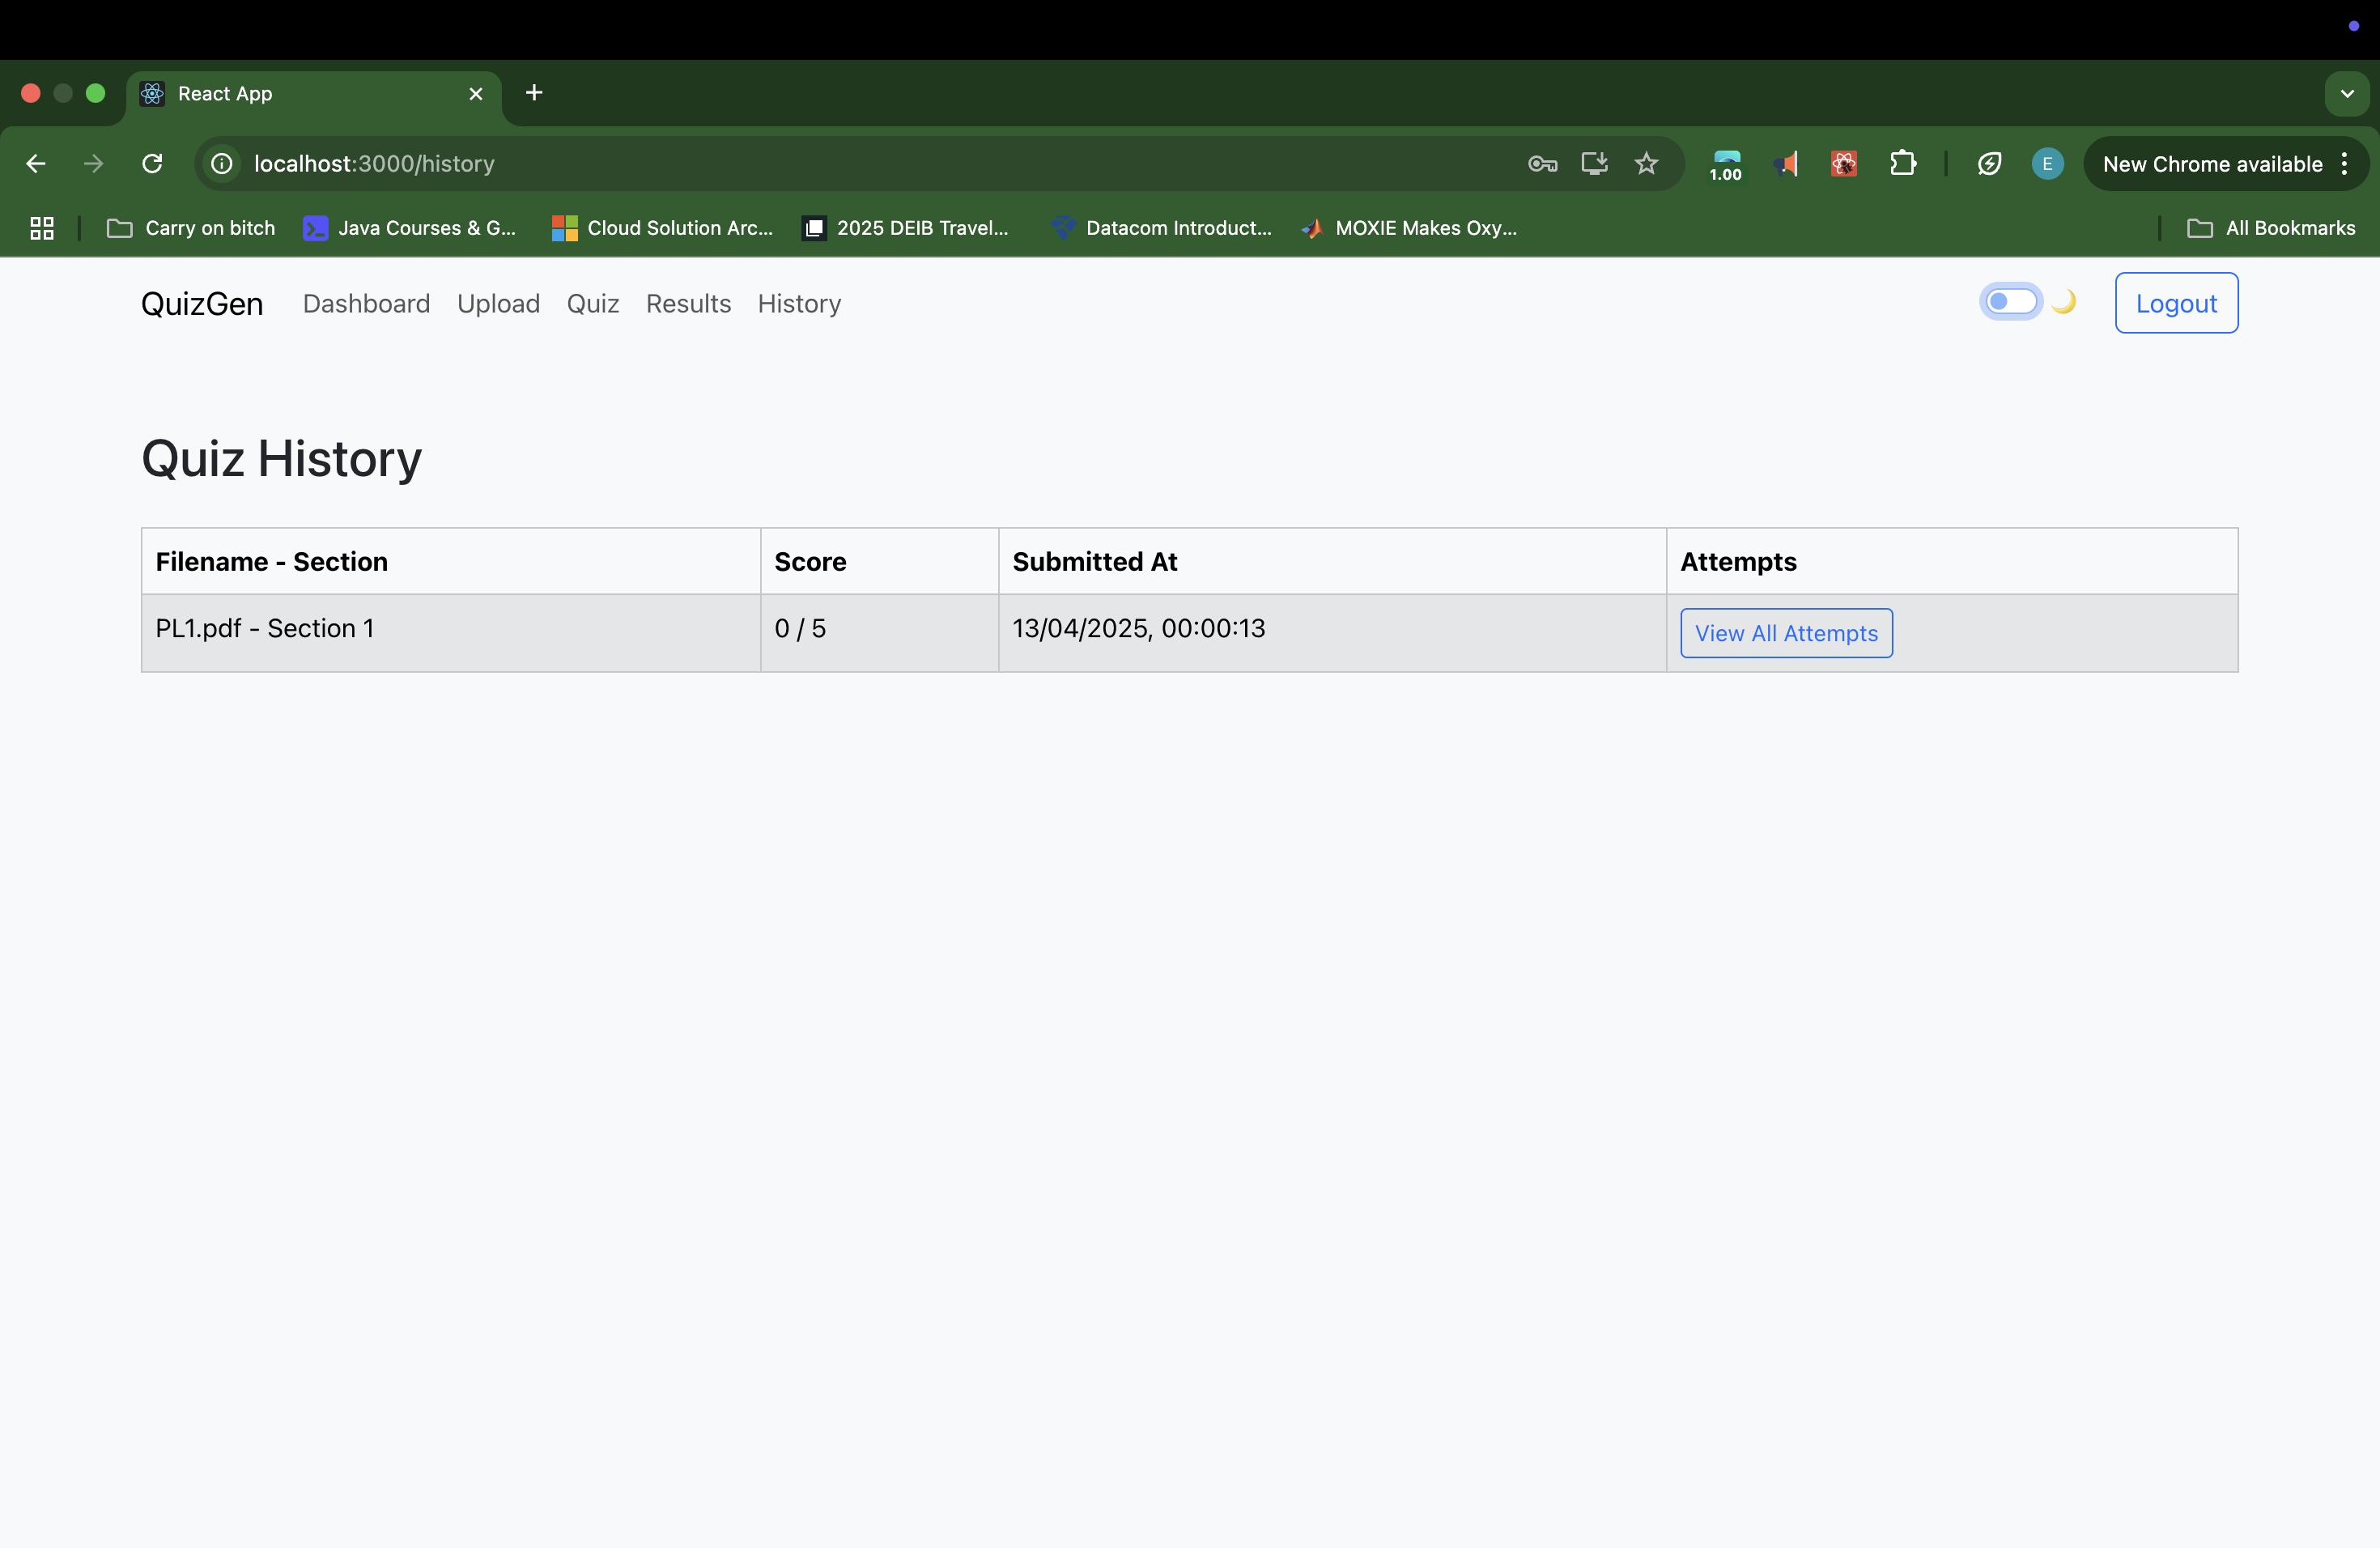 React App
localhost:3000/history
1.00
E
New Chrome available
Carry on bitch
Java Courses & G...
Cloud Solution Arc...
2025 DEIB Travel...
Datacom Introduct...
MOXIE Makes Oxy...
All Bookmarks
QuizGen Dashboard Upload Quiz Results History
Logout
Quiz History
Filename - Section Score Submitted At Attempts
PL1.pdf - Section 1 0 / 5 13/04/2025, 00:00:13 View All Attempts